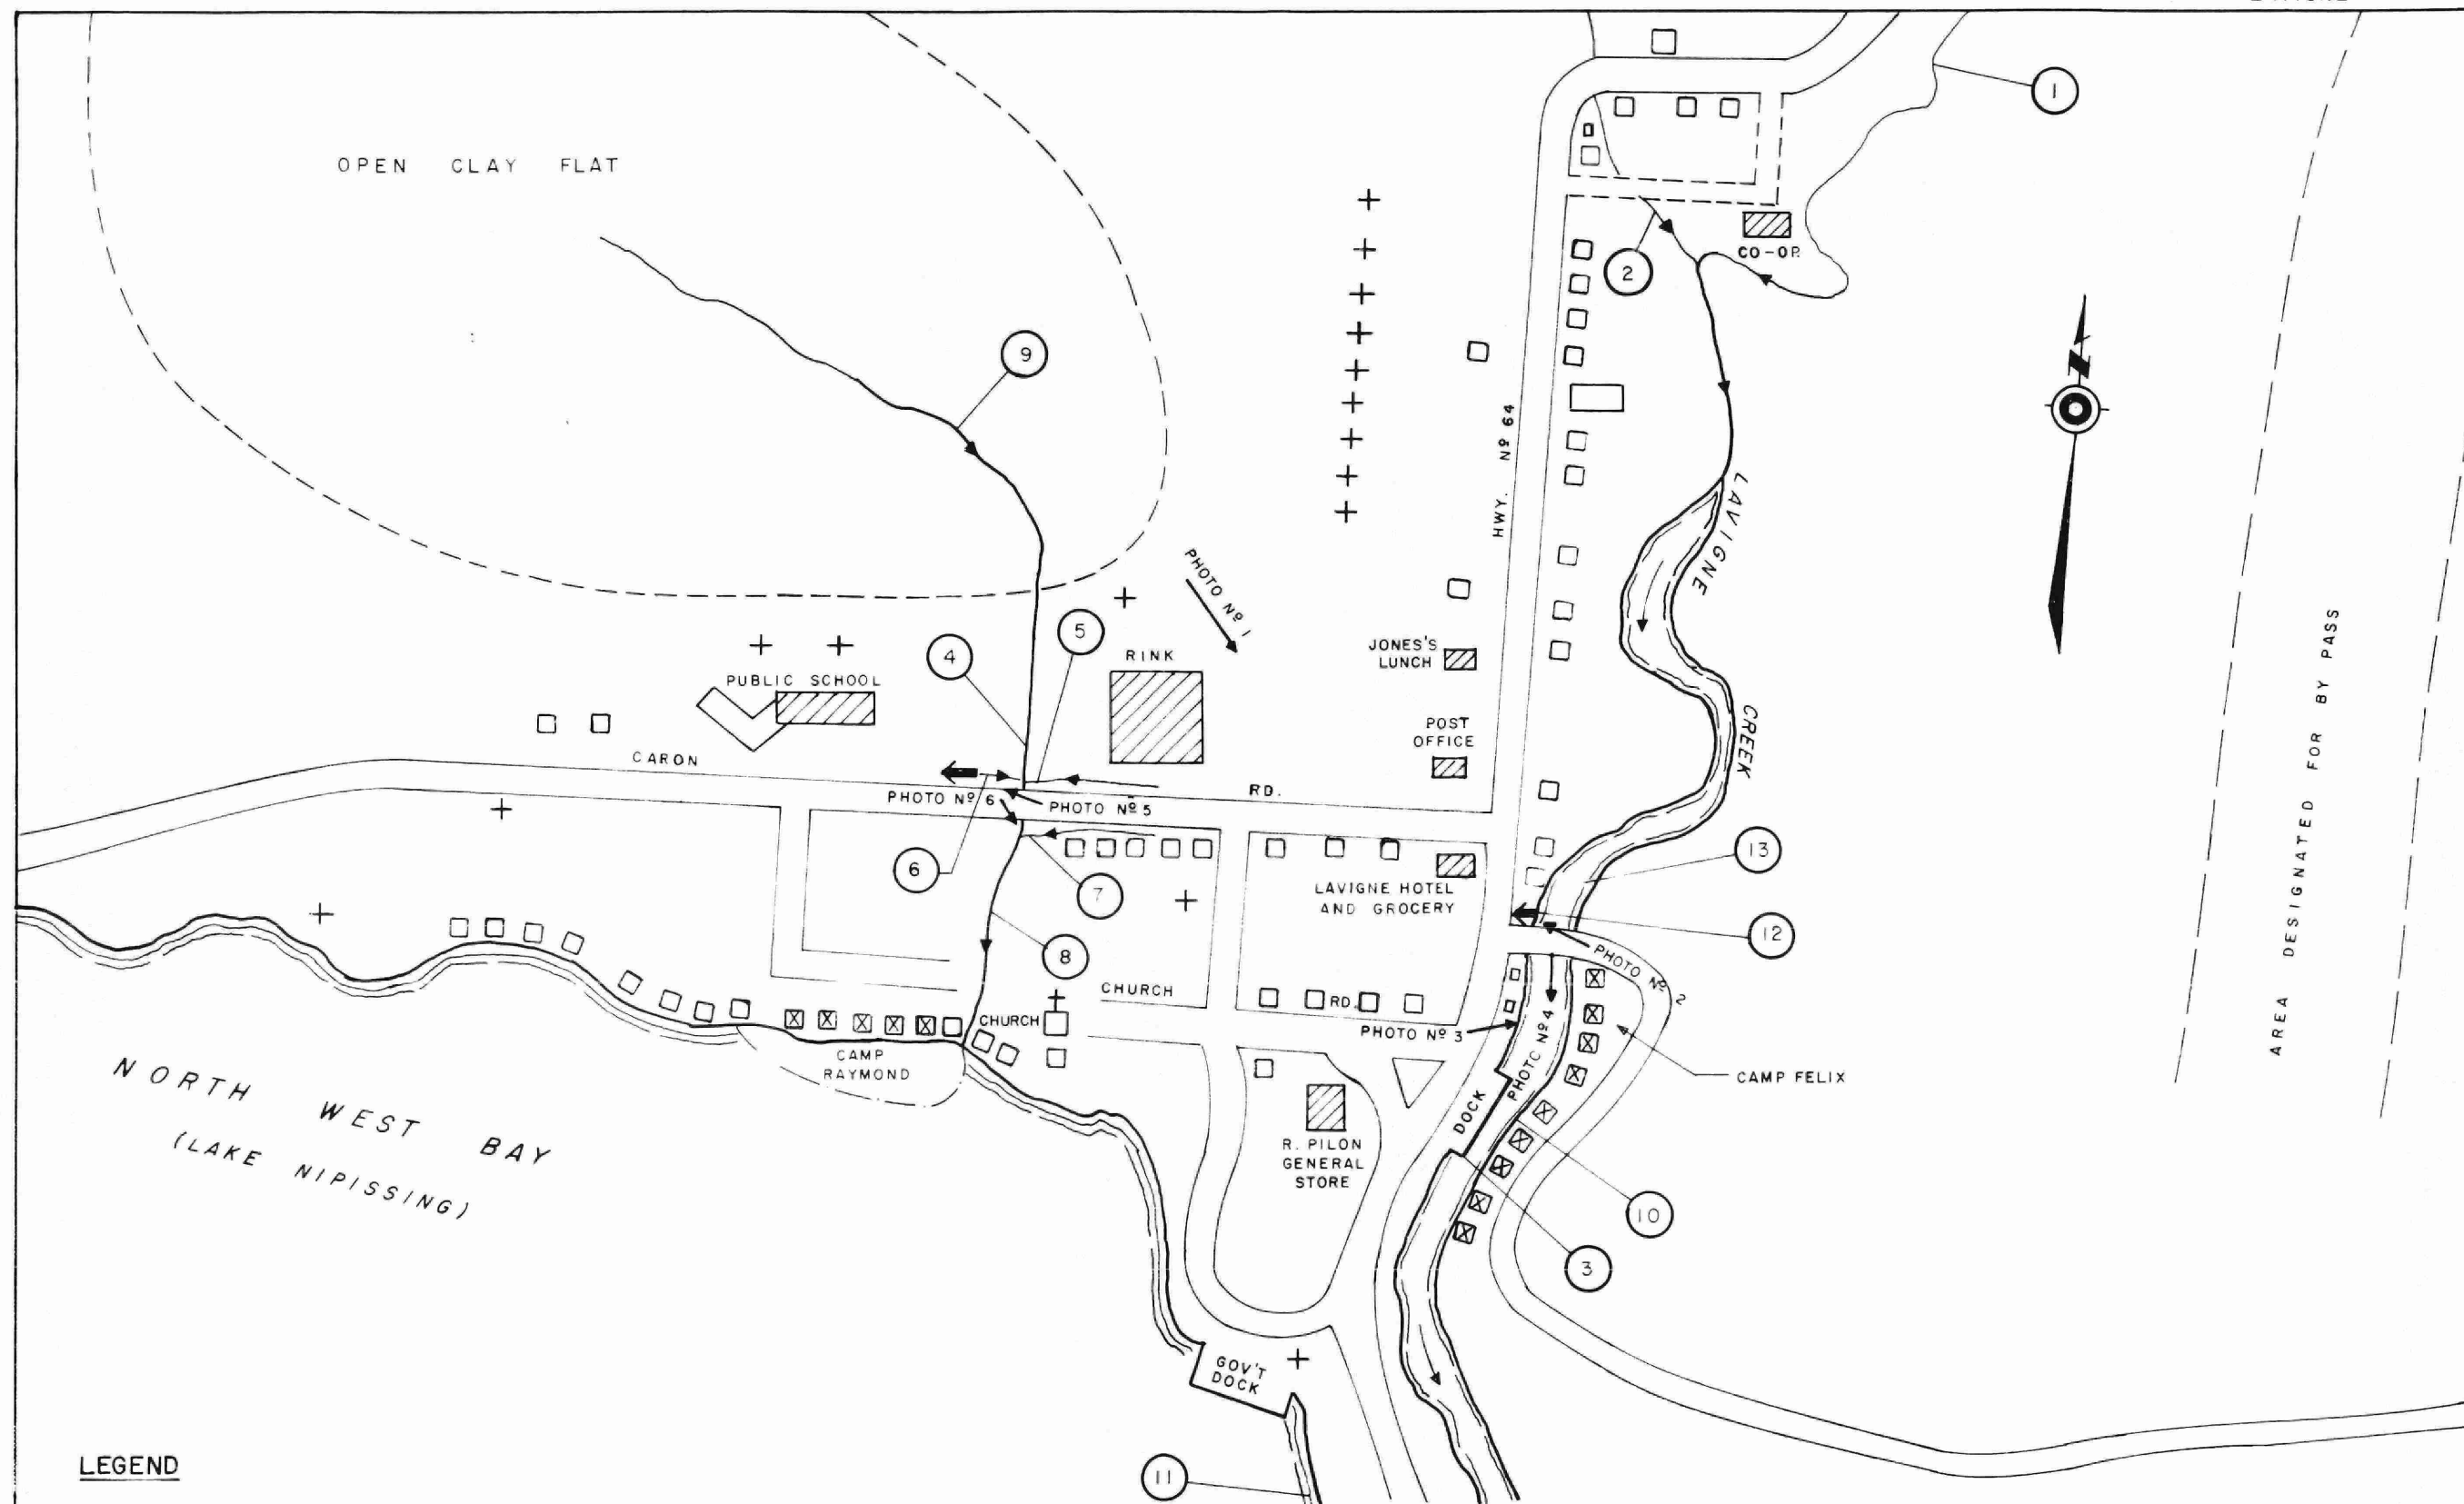 OPEN CLAY FLAT
1
2
CO-OP.
9
HWY. Nº 64
LAVIGNE
CREEK
PHOTO Nº 1
5
4
RINK
JONES'S
LUNCH
PUBLIC SCHOOL
POST
OFFICE
AREA DESIGNATED FOR BY PASS
CARON RD.
PHOTO Nº 6
PHOTO Nº 5
6
7
8
13
12
LAVIGNE HOTEL
AND GROCERY
PHOTO Nº 2
CHURCH RD.
CHURCH
PHOTO Nº 3
PHOTO Nº 4
CAMP FELIX
CAMP
RAYMOND
DOCK
NORTH WEST BAY
(LAKE NIPISSING)
R. PILON
GENERAL
STORE
10
3
GOV'T
DOCK
LEGEND
11